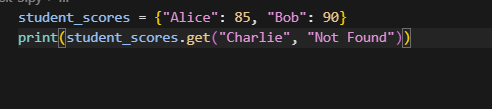 student_scores = {"Alice": 85, "Bob": 90}
print(student_scores.get("Charlie", "Not Found"))